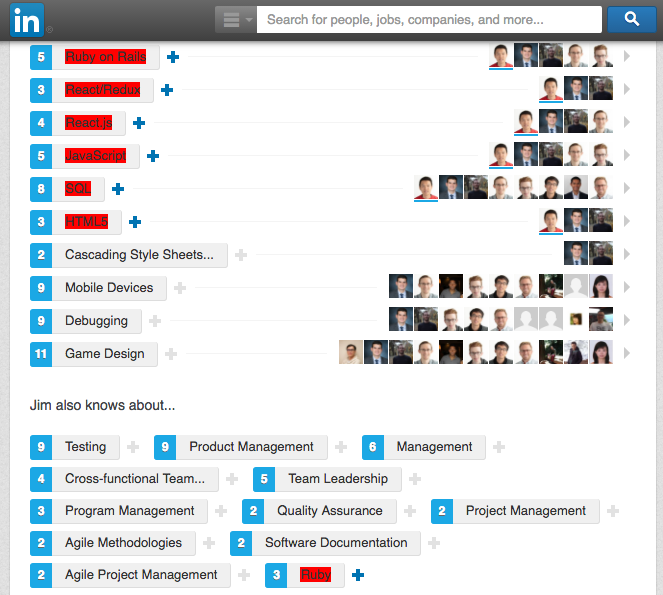 in ®
Search for people, jobs, companies, and more...
5 Ruby on Rails
3 React/Redux
4 React.js
5 JavaScript
8 SQL
3 HTML5
2 Cascading Style Sheets...
9 Mobile Devices
9 Debugging
11 Game Design
Jim also knows about...
9 Testing 9 Product Management 6 Management
4 Cross-functional Team... 5 Team Leadership
3 Program Management 2 Quality Assurance 2 Project Management
2 Agile Methodologies 2 Software Documentation
2 Agile Project Management 3 Ruby